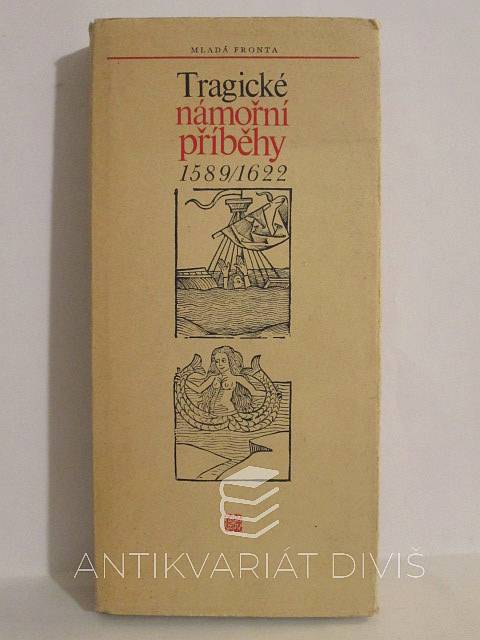 MLADÁ FRONTA
Tragické
námořní
příběhy
1589/1622
ANTIKVARIÁT DIVIŠ